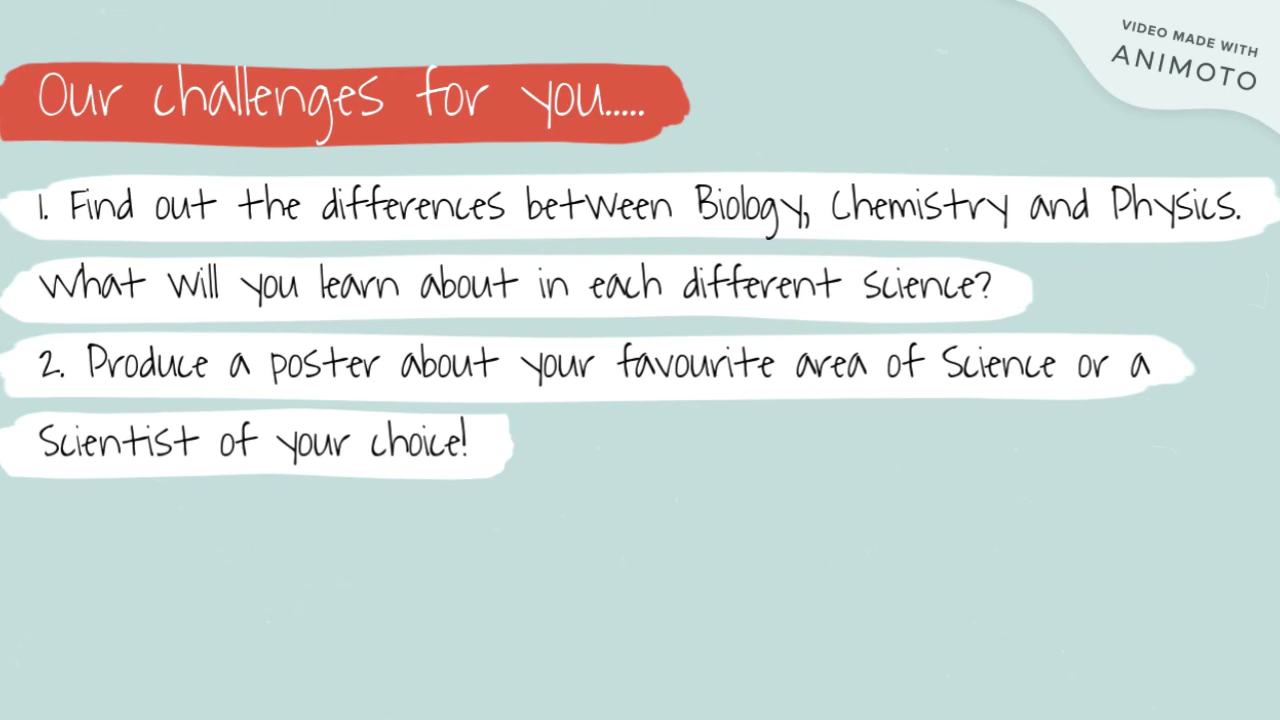 VIDEO MADE WITH
ANIMOTO
Our challenges for you.....
1. Find out the differences between Biology, Chemistry and Physics.
What will you learn about in each different science?
2. Produce a poster about your favourite area of Science or a
Scientist of your choice!